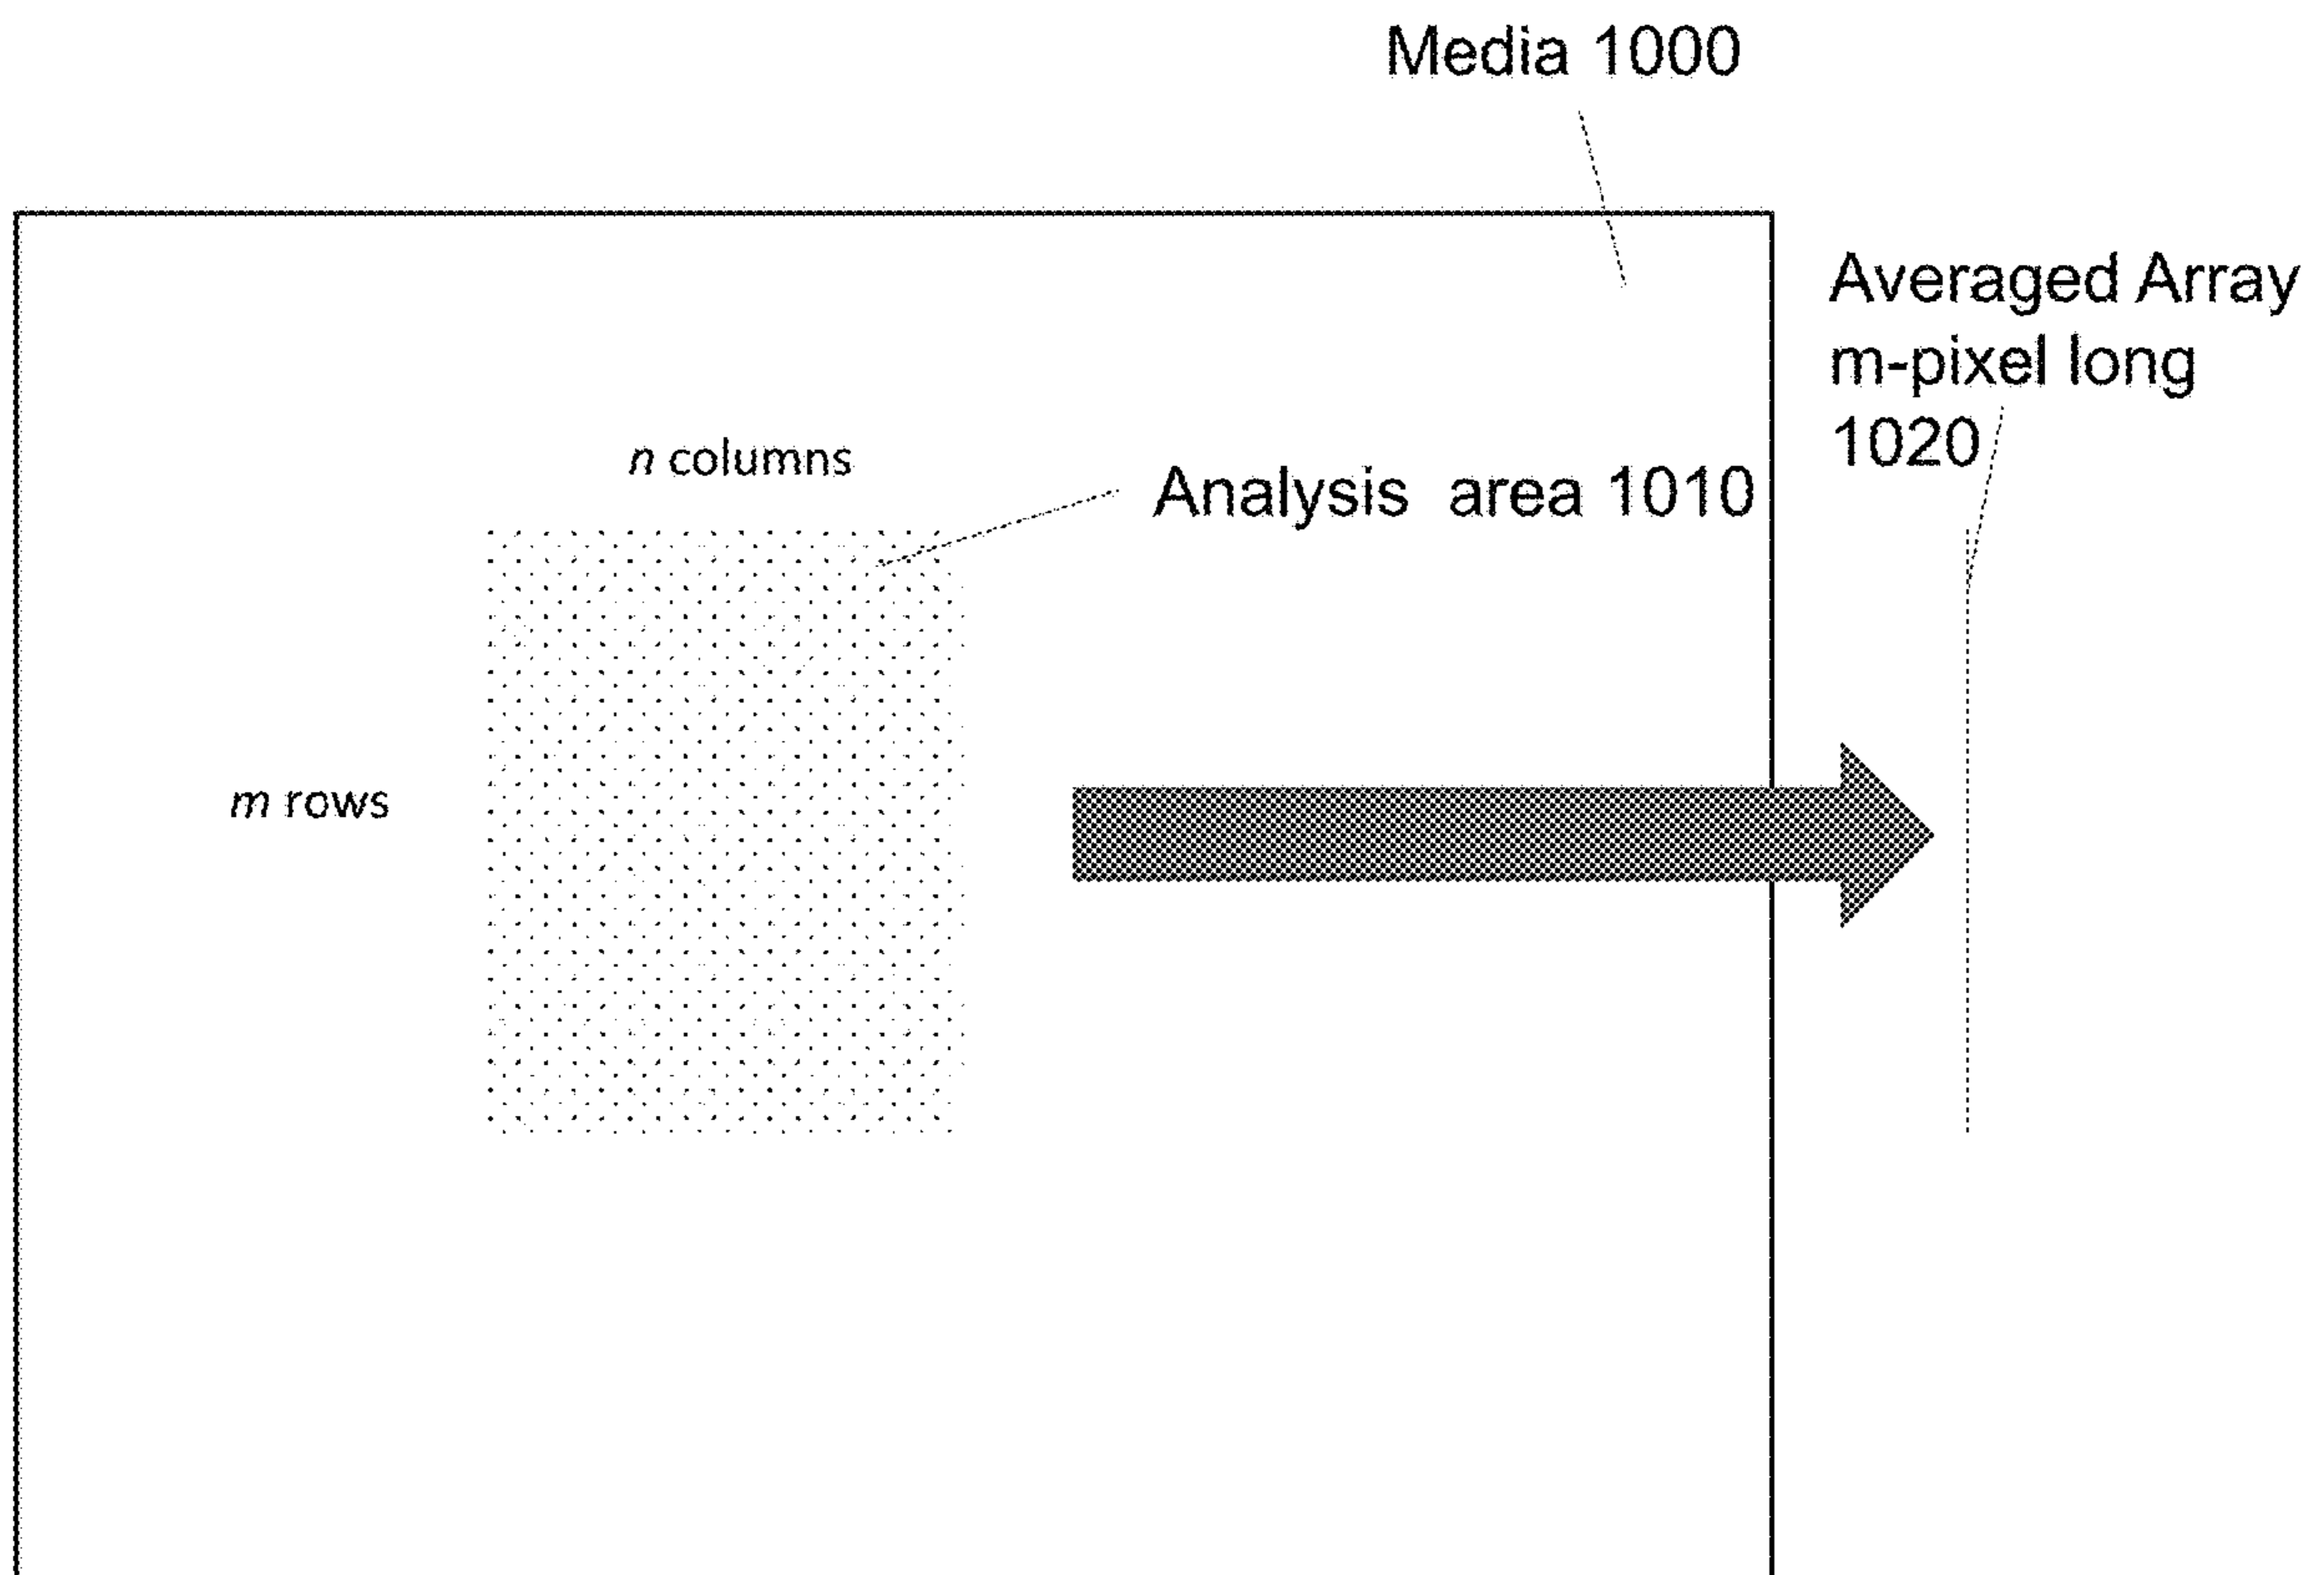 Media 1000
Averaged Array
m-pixel long
1020
n columns
Analysis area 1010
m rows